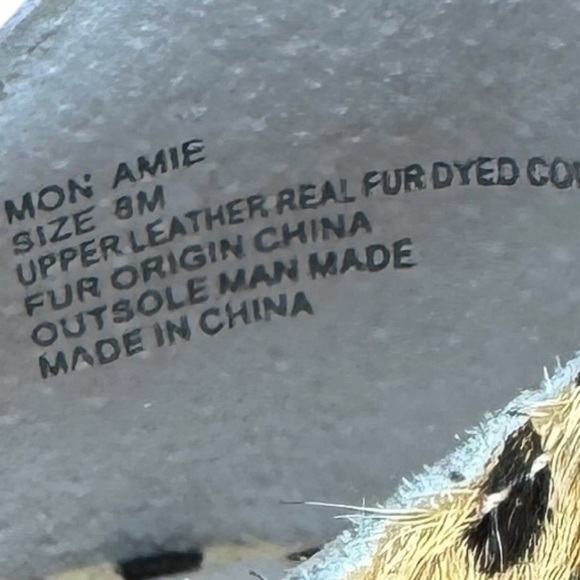 MON AMIE
SIZE 8M
UPPER LEATHER REAL FUR DYED
FUR ORIGIN CHINA
OUTSOLE MAN MADE
MADE IN CHINA